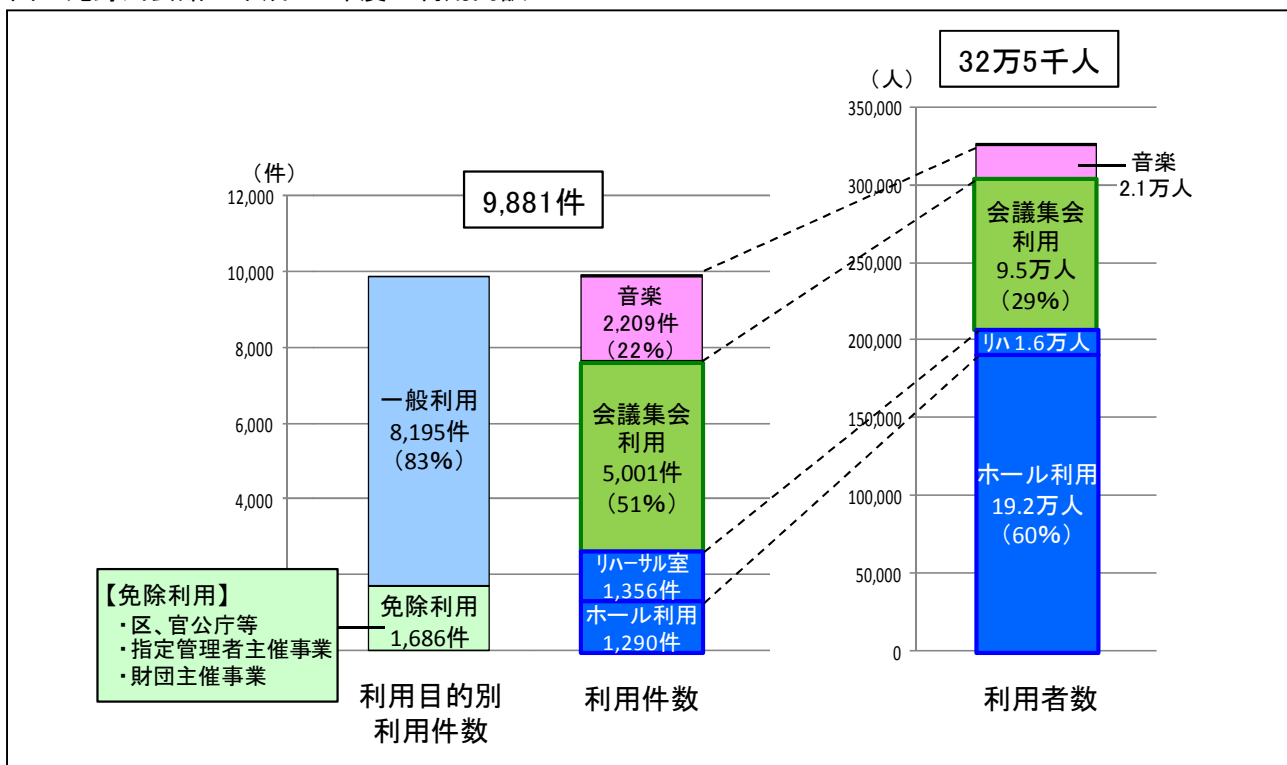 32万5千人
（人）
350,000
300,000
250,000
200,000
150,000
100,000
50,000
0
音楽
2.1万人
会議集会
利用
9.5万人
（29%）
ﾘﾊ 1.6万人
ホール利用
19.2万人
（60%）
利用者数
（件）
9,881件
12,000
10,000
8,000
6,000
4,000
一般利用
8,195件
（83%）
免除利用
1,686件
【免除利用】
・区、官公庁等
・指定管理者主催事業
・財団主催事業
利用目的別
利用件数
音楽
2,209件
（22%）
会議集会
利用
5,001件
（51%）
ﾘﾊｰｻﾙ室
1,356件
ホール利用
1,290件
利用件数